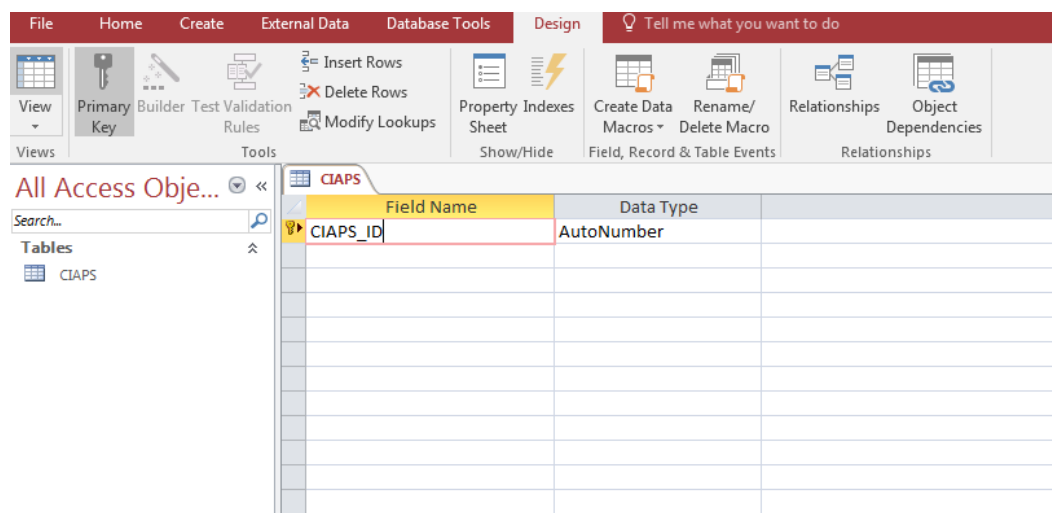 File Home Create External Data Database Tools Design Tell me what you want to do
View Primary Key Builder Test Validation Rules Insert Rows Delete Rows Modify Lookups Property Sheet Indexes Create Data Macros Rename/ Delete Macro Relationships Object Dependencies
Views Tools Show/Hide Field, Record & Table Events Relationships
All Access Obje... «
Search...
Tables
CIAPS
CIAPS
Field Name Data Type
CIAPS_ID AutoNumber